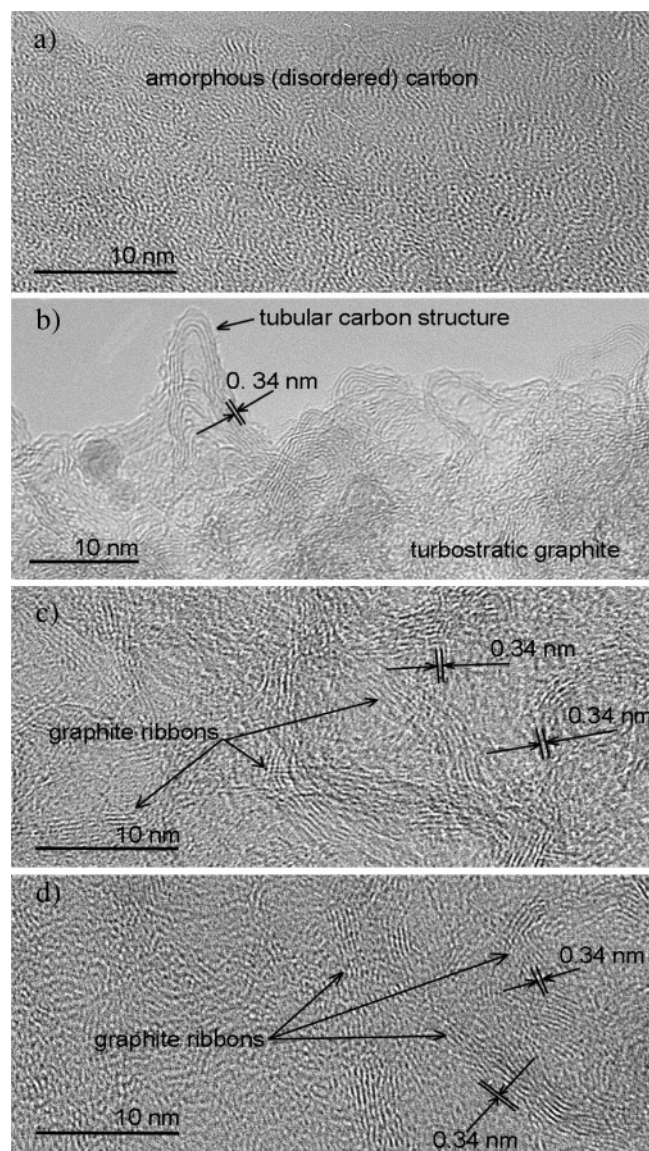 a)
amorphous (disordered) carbon
10 nm
b)
tubular carbon structure
0. 34 nm
10 nm
turbostratic graphite
c)
0.34 nm
0.34 nm
graphite ribbons
10 nm
d)
0.34 nm
graphite ribbons
10 nm
0.34 nm